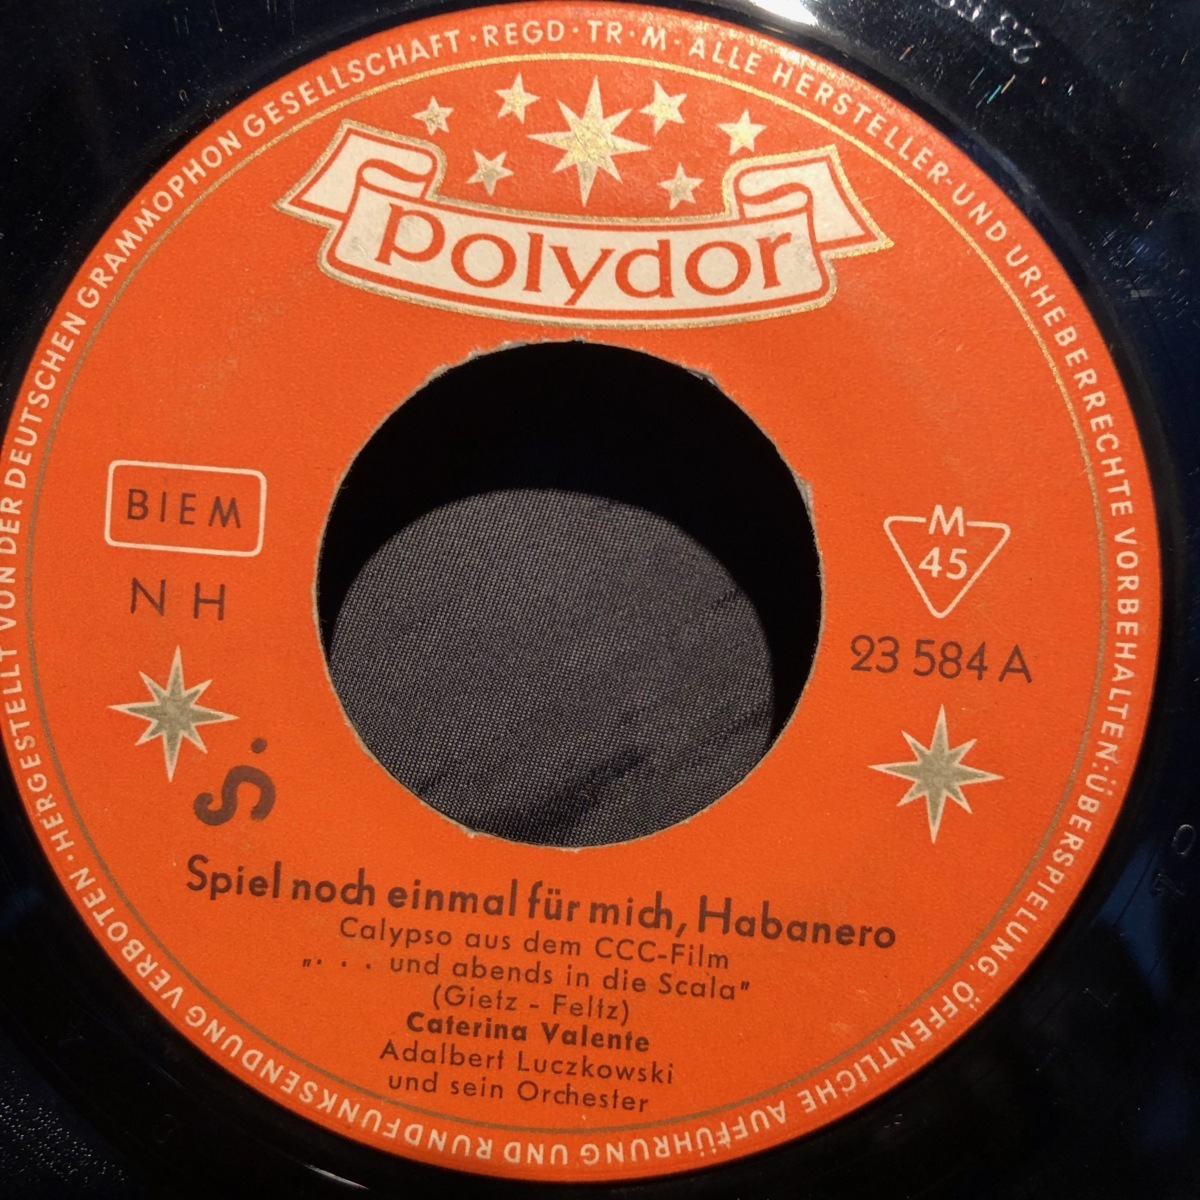 HERGESTELLT VON DER DEUTSCHEN GRAMMOPHON GESELLSCHAFT · REGD · TR · M · ALLE HERSTELLER- UND URHEBERRECHTE VORBEHALTEN: ÜBERSPIELUNG, ÖFFENTLICHE AUFFÜHRUNG UND RUNDFUNKSENDUNG VERBOTEN ·
polydor
BIEM
NH
M
45
23 584 A
S.
Spiel noch einmal für mich, Habanero
Calypso aus dem CCC-Film
„. . . und abends in die Scala"
(Gietz - Feltz)
Caterina Valente
Adalbert Luczkowski
und sein Orchester